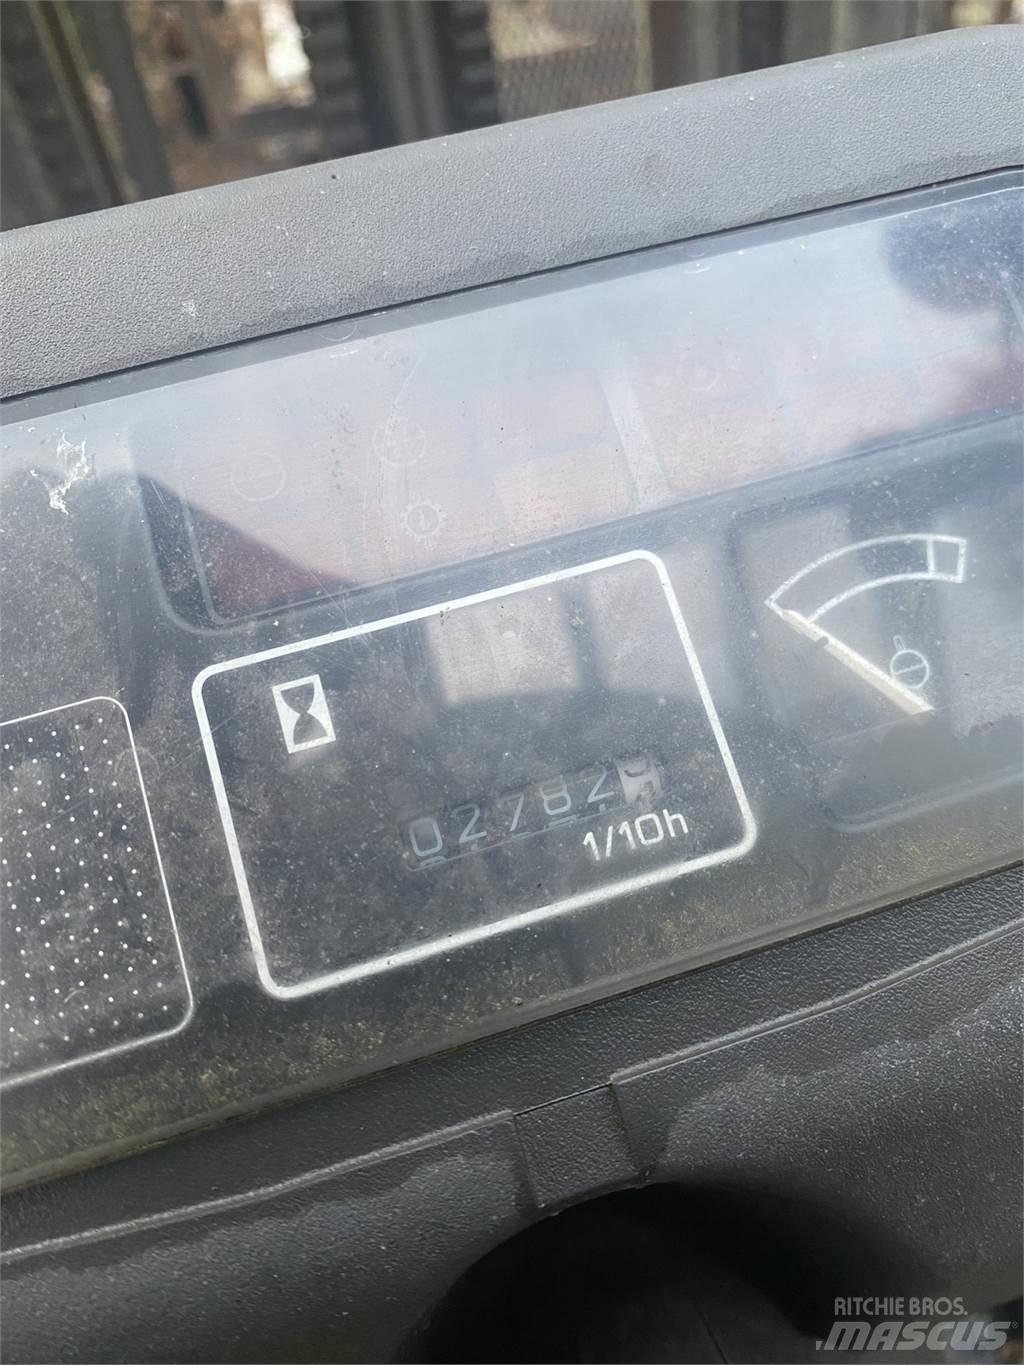 02782
1/10h
RITCHIE BROS.
MASCUS